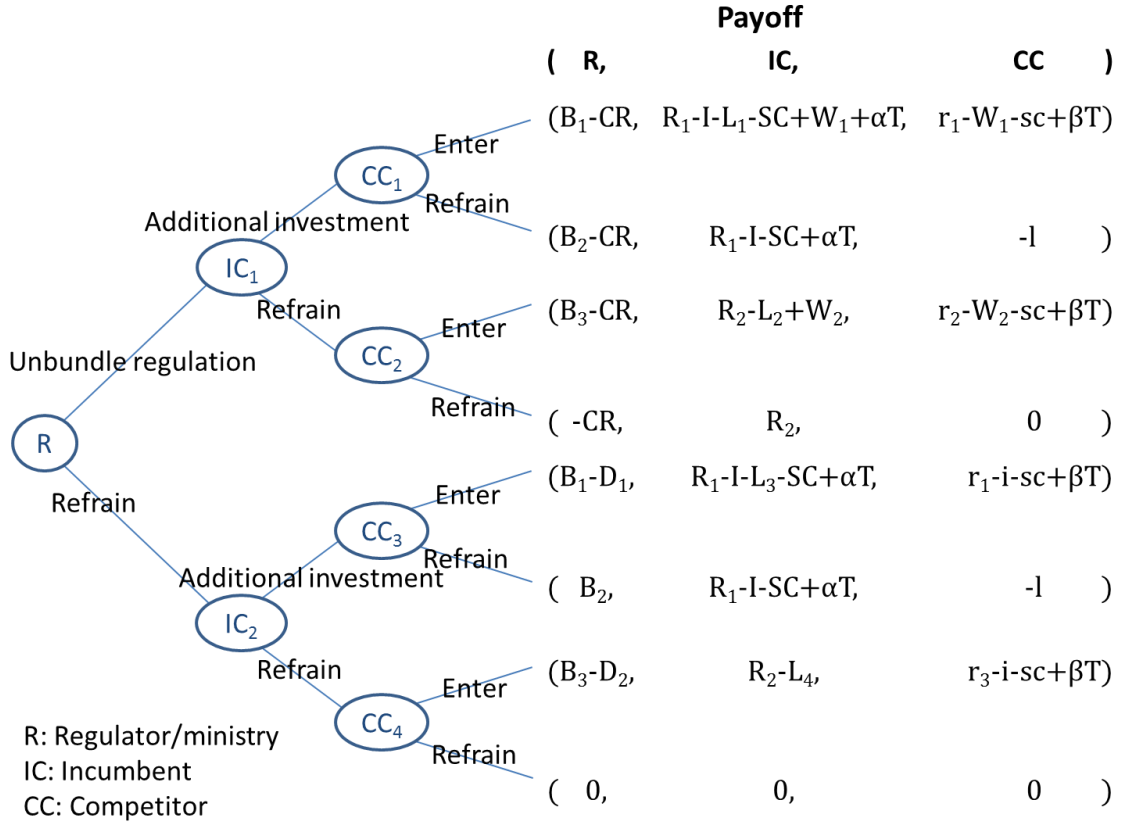 Payoff
( R, IC, CC )
Enter (B₁-CR, R₁-I-L₁-SC+W₁+αT, r₁-W₁-sc+βT)
CC₁
Refrain
Additional investment
(B₂-CR, R₁-I-SC+αT, -l )
IC₁
Refrain
Enter (B₃-CR, R₂-L₂+W₂, r₂-W₂-sc+βT)
CC₂
Unbundle regulation
Refrain
( -CR, R₂, 0 )
R
Enter (B₁-D₁, R₁-I-L₃-SC+αT, r₁-i-sc+βT)
Refrain
CC₃
Refrain
Additional investment
( B₂, R₁-I-SC+αT, -l )
IC₂
Refrain
Enter (B₃-D₂, R₂-L₄, r₃-i-sc+βT)
CC₄
Refrain
( 0, 0, 0 )
R: Regulator/ministry
IC: Incumbent
CC: Competitor